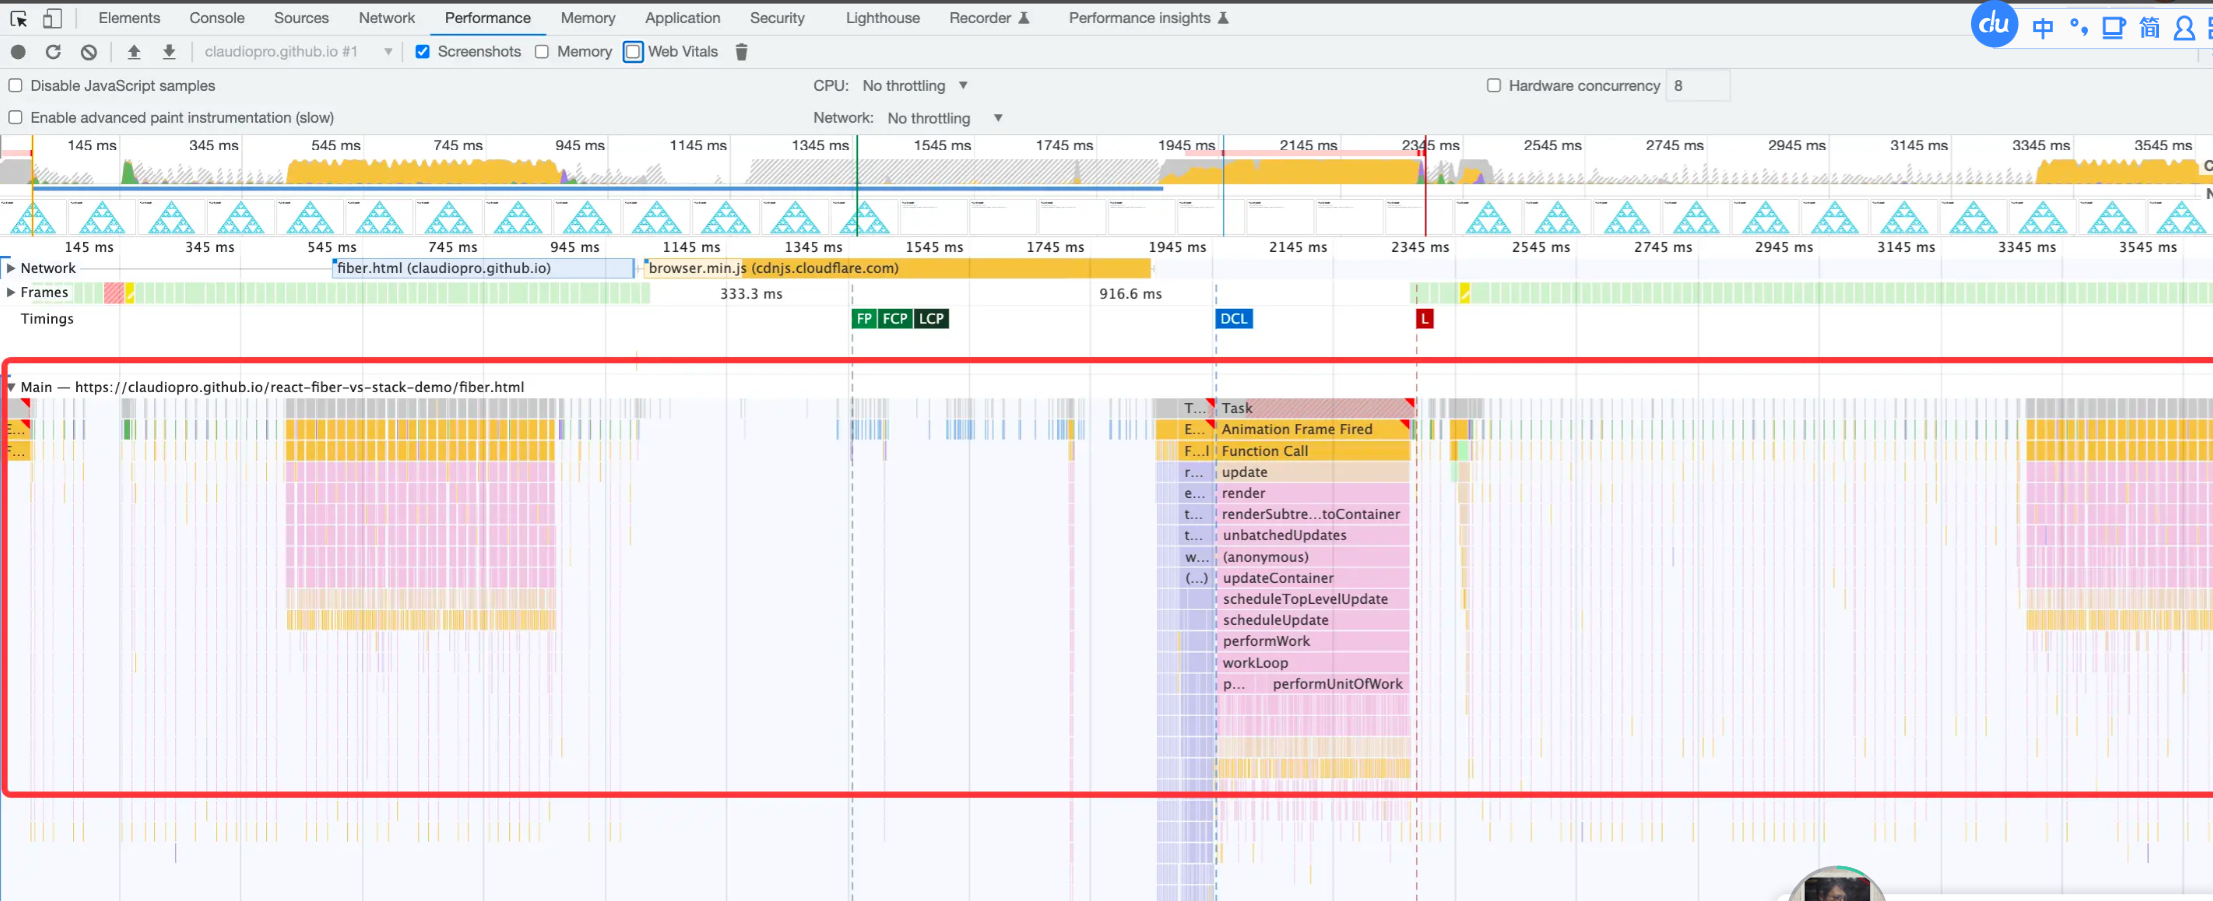 Elements Console Sources Network Performance Memory Application Security Lighthouse Recorder Performance insights
du 中 简
claudiopro.github.io #1 Screenshots Memory Web Vitals
Disable JavaScript samples CPU: No throttling Hardware concurrency 8
Enable advanced paint instrumentation (slow) Network: No throttling
145 ms 345 ms 545 ms 745 ms 945 ms 1145 ms 1345 ms 1545 ms 1745 ms 1945 ms 2145 ms 2345 ms 2545 ms 2745 ms 2945 ms 3145 ms 3345 ms 3545 ms
145 ms 345 ms 545 ms 745 ms 945 ms 1145 ms 1345 ms 1545 ms 1745 ms 1945 ms 2145 ms 2345 ms 2545 ms 2745 ms 2945 ms 3145 ms 3345 ms 3545 ms
Network fiber.html (claudiopro.github.io) browser.min.js (cdnjs.cloudflare.com)
Frames 333.3 ms 916.6 ms
Timings FP FCP LCP DCL L
Main — https://claudiopro.github.io/react-fiber-vs-stack-demo/fiber.html
T... Task
E... E... Animation Frame Fired
F... F...l Function Call
r... update
e... render
t... renderSubtre...toContainer
t... unbatchedUpdates
w... (anonymous)
(...) updateContainer
scheduleTopLevelUpdate
scheduleUpdate
performWork
workLoop
p... performUnitOfWork